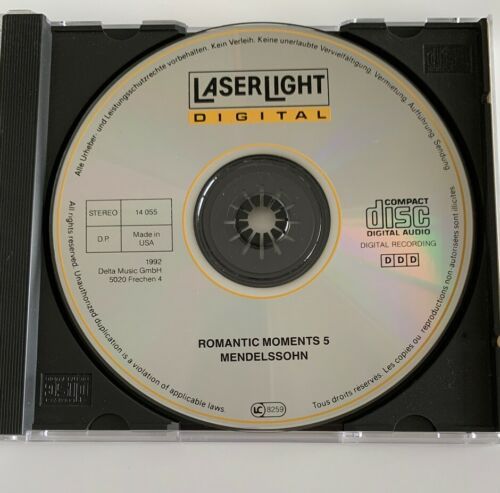 LASERLIGHT
DIGITAL
Alle Urheber- und Leistungsschutzrechte vorbehalten. Kein Verleih. Keine unerlaubte Vervielfältigung, Vermietung, Aufführung, Sendung
STEREO
14 055
D.P.
Made in
USA
1992
Delta Music GmbH
5020 Frechen 4
COMPACT
disc
DIGITAL AUDIO
DIGITAL RECORDING
D D D
ROMANTIC MOMENTS 5
MENDELSSOHN
All rights reserved. Unauthorized duplication is a violation of applicable laws.
LC
8259
Tous droits reservés. Les copies ou reproductions non-autorisées sont illicites.